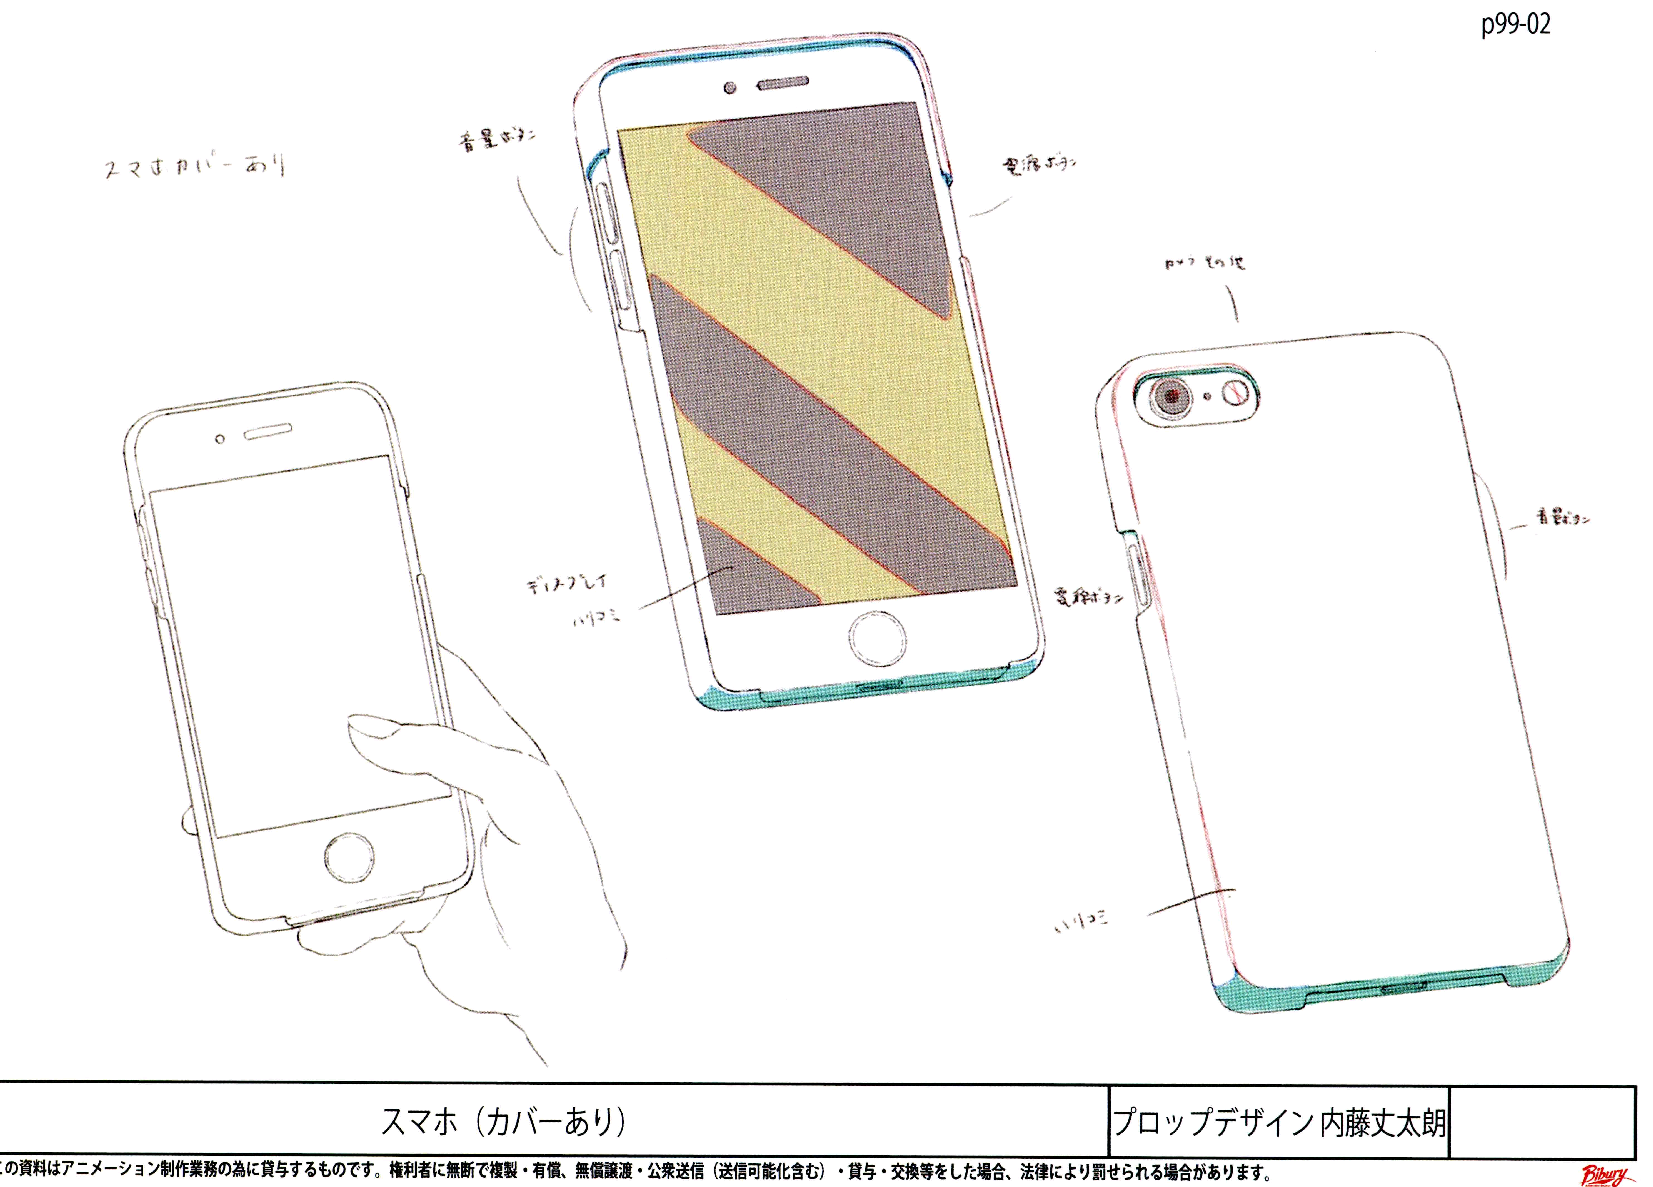 p99-02
音量ボタン
スマホカバーあり
電源ボタン
カメラ その他
音量ボタン
ディスプレイ
ハリコミ
電源ボタン
ハリコミ
スマホ（カバーあり）
プロップデザイン 内藤丈太朗
この資料はアニメーション制作業務の為に貸与するものです。権利者に無断で複製・有償、無償譲渡・公衆送信（送信可能化含む）・貸与・交換等をした場合、法律により罰せられる場合があります。
Bibury